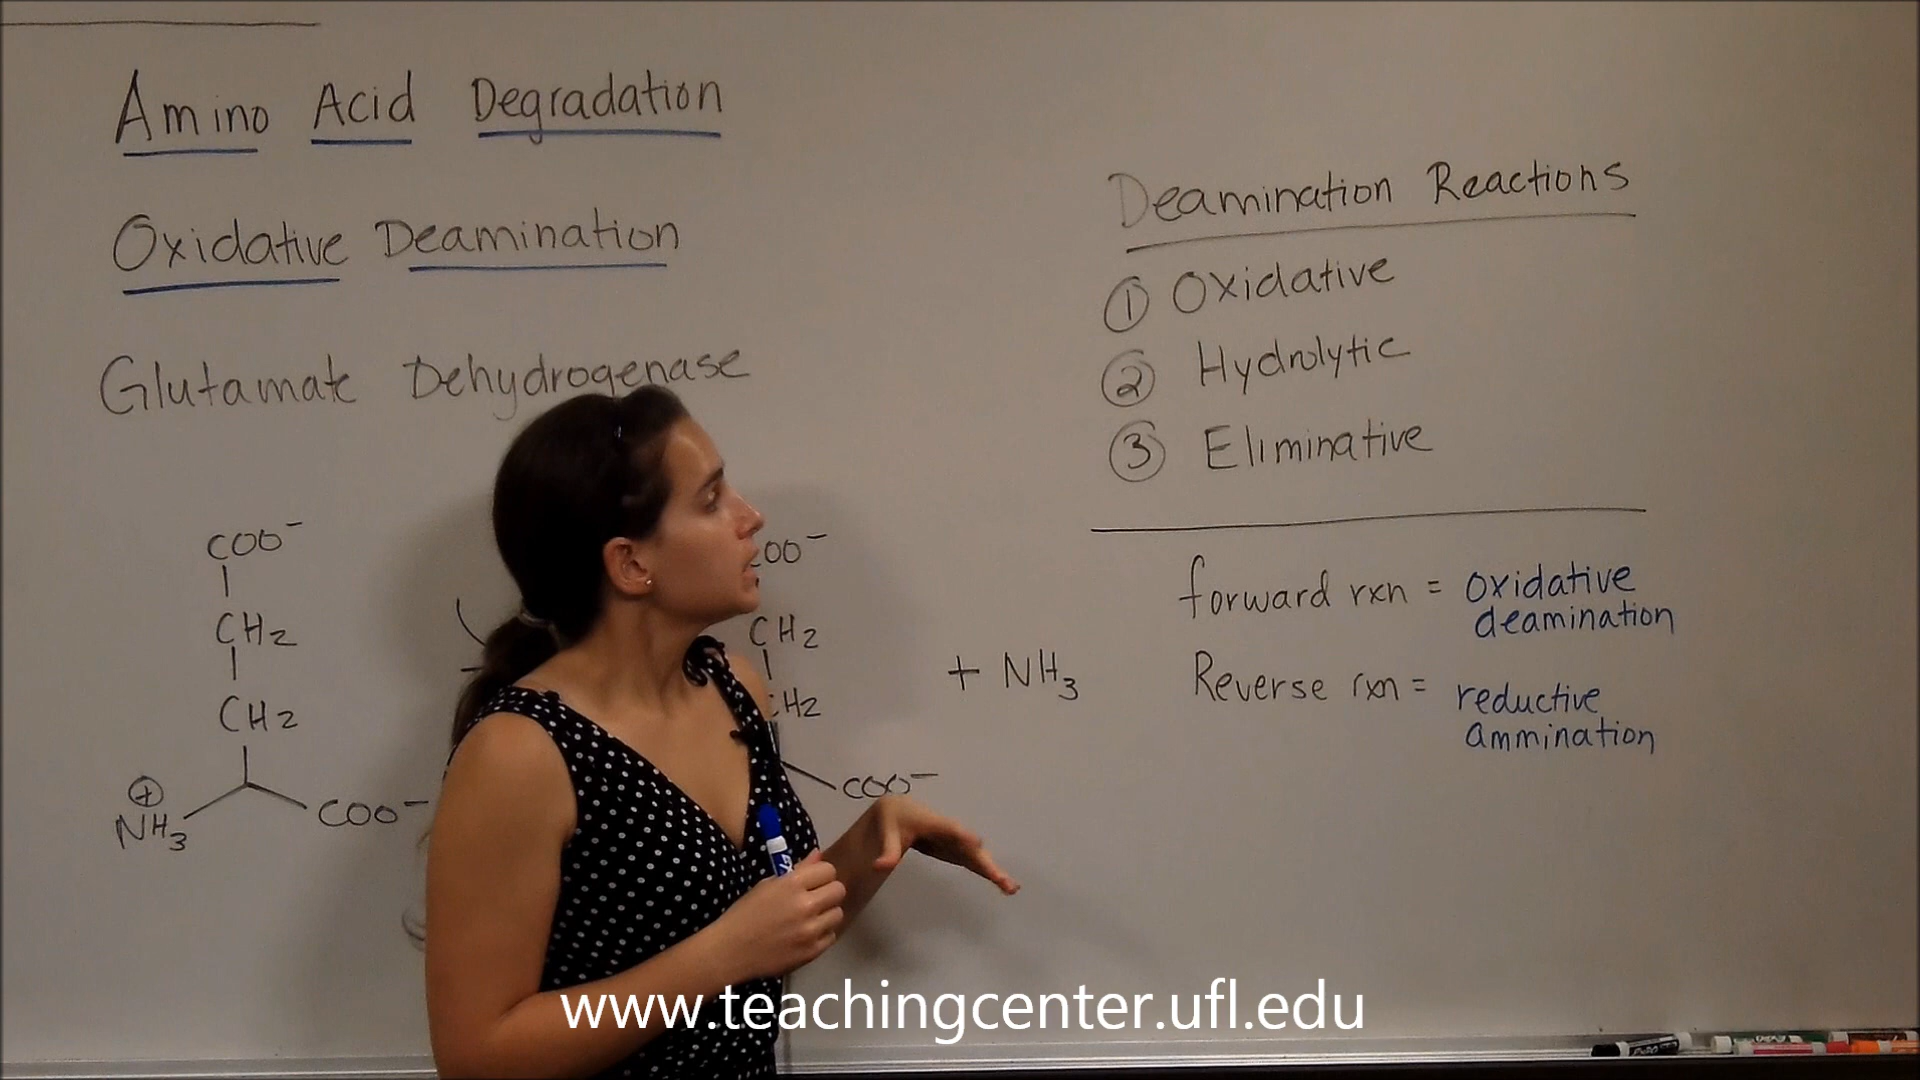 Amino Acid Degradation
Oxidative Deamination
Glutamate Dehydrogenase
COO⁻
CH2
CH2
⊕
NH3
COO⁻
OO⁻
CH2
CH2
COO⁻
+ NH3
Deamination Reactions
① Oxidative
② Hydrolytic
③ Eliminative
forward rxn = oxidative
deamination
Reverse rxn = reductive
ammination
www.teachingcenter.ufl.edu